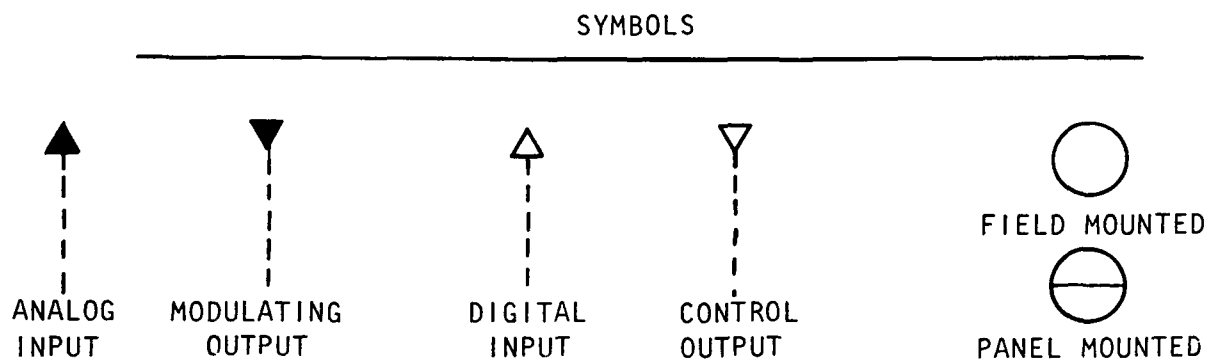 SYMBOLS
FIELD MOUNTED
ANALOG INPUT
MODULATING OUTPUT
DIGITAL INPUT
CONTROL OUTPUT
PANEL MOUNTED